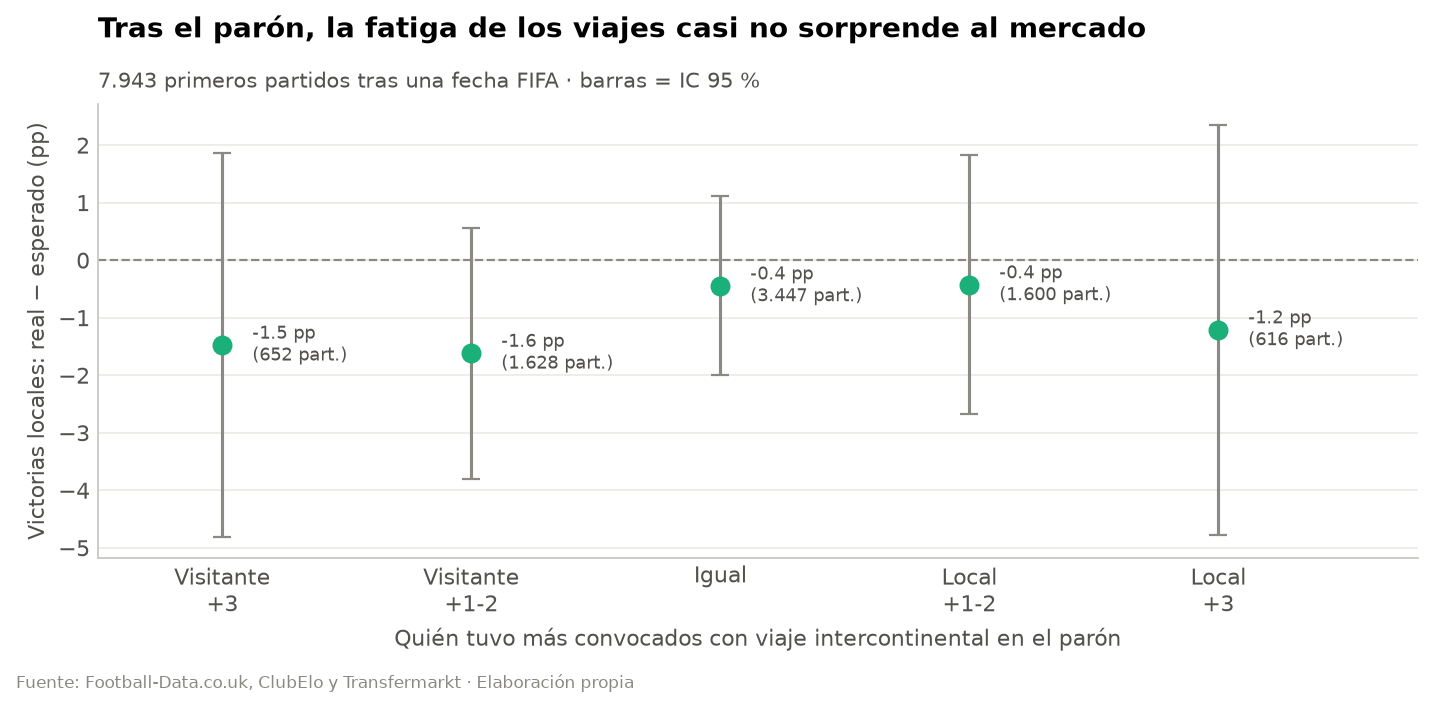 Tras el parón, la fatiga de los viajes casi no sorprende al mercado
7.943 primeros partidos tras una fecha FIFA · barras = IC 95 %
Victorias locales: real − esperado (pp)
2
1
0
−1
−2
−3
−4
−5
-1.5 pp
(652 part.)
-1.6 pp
(1.628 part.)
-0.4 pp
(3.447 part.)
-0.4 pp
(1.600 part.)
-1.2 pp
(616 part.)
Visitante
+3
Visitante
+1-2
Igual
Local
+1-2
Local
+3
Quién tuvo más convocados con viaje intercontinental en el parón
Fuente: Football-Data.co.uk, ClubElo y Transfermarkt · Elaboración propia